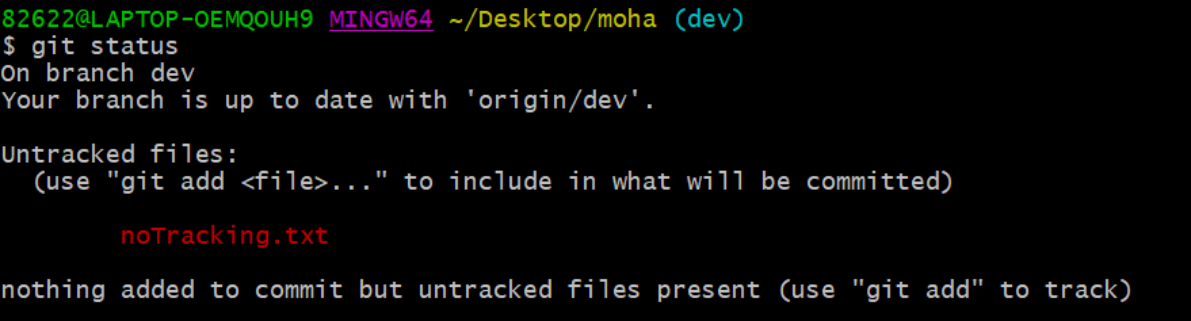 82622@LAPTOP-OEMQOUH9 MINGW64 ~/Desktop/moha (dev)
$ git status
On branch dev
Your branch is up to date with 'origin/dev'.
Untracked files:
(use "git add <file>..." to include in what will be committed)
noTracking.txt
nothing added to commit but untracked files present (use "git add" to track)